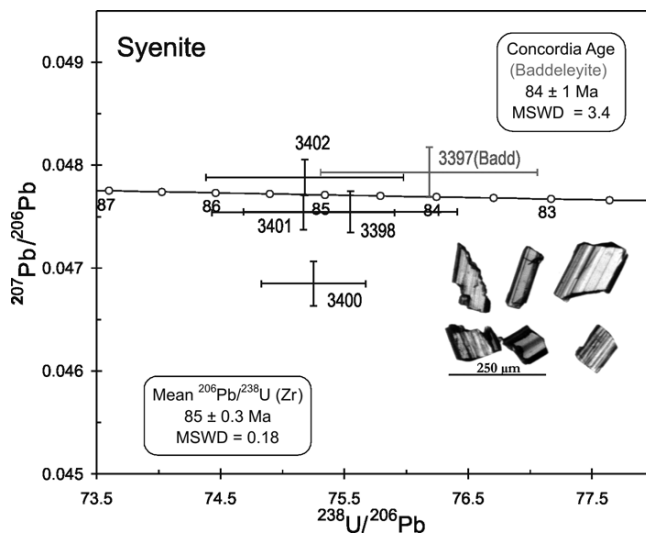 Syenite
Concordia Age
(Baddeleyite)
84 ± 1 Ma
MSWD = 3.4
0.049
0.048
0.047
0.046
0.045
²⁰⁷Pb/²⁰⁶Pb
3402
3397(Badd)
87
86
85
84
83
3401
3398
3400
250 µm
Mean ²⁰⁶Pb/²³⁸U (Zr)
85 ± 0.3 Ma
MSWD = 0.18
73.5
74.5
75.5
76.5
77.5
²³⁸U/²⁰⁶Pb